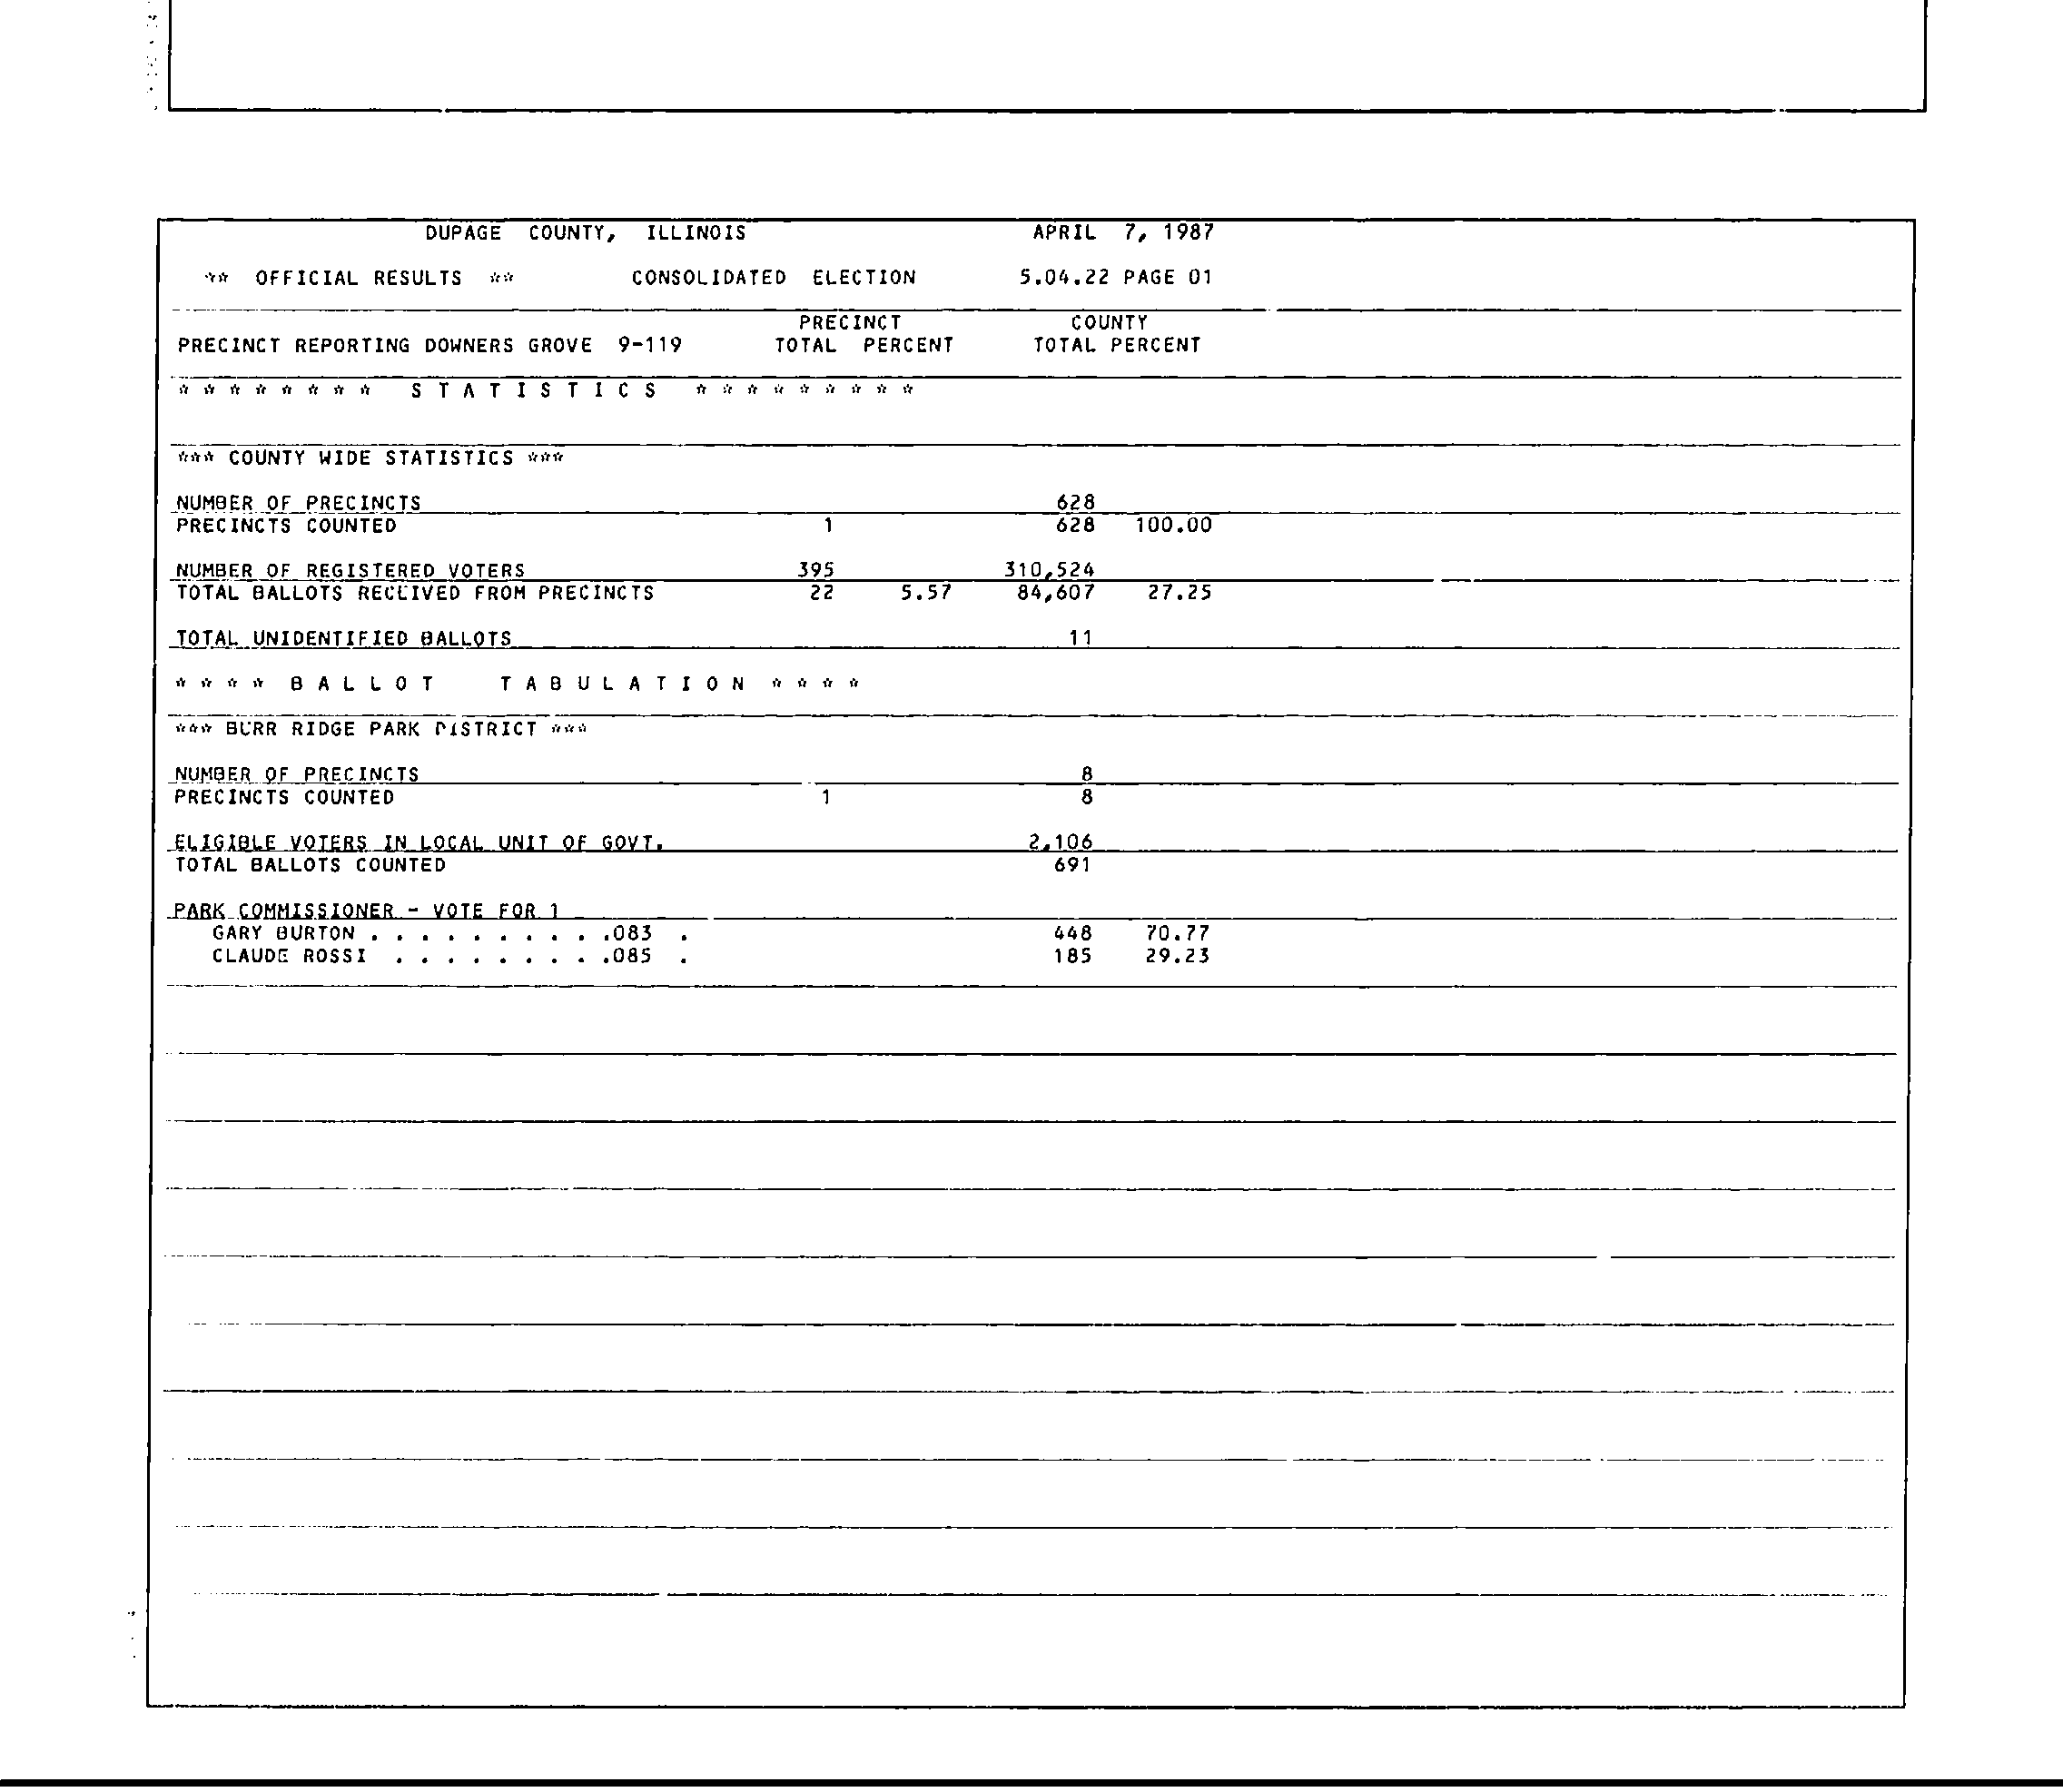 DUPAGE COUNTY, ILLINOIS APRIL 7, 1987
** OFFICIAL RESULTS ** CONSOLIDATED ELECTION 5.04.22 PAGE 01
PRECINCT COUNTY
PRECINCT REPORTING DOWNERS GROVE 9-119 TOTAL PERCENT TOTAL PERCENT
* * * * * * * * S T A T I S T I C S * * * * * * * * *
*** COUNTY WIDE STATISTICS ***
NUMBER OF PRECINCTS 628
PRECINCTS COUNTED 1 628 100.00
NUMBER OF REGISTERED VOTERS 395 310,524
TOTAL BALLOTS RECEIVED FROM PRECINCTS 22 5.57 84,607 27.25
TOTAL UNIDENTIFIED BALLOTS 11
* * * * B A L L O T T A B U L A T I O N * * * *
*** BURR RIDGE PARK DISTRICT ***
NUMBER OF PRECINCTS 8
PRECINCTS COUNTED 1 8
ELIGIBLE VOTERS IN LOCAL UNIT OF GOVT. 2,106
TOTAL BALLOTS COUNTED 691
PARK COMMISSIONER - VOTE FOR 1
GARY BURTON . . . . . . . . . .083 . 448 70.77
CLAUDE ROSSI . . . . . . . . .085 . 185 29.23